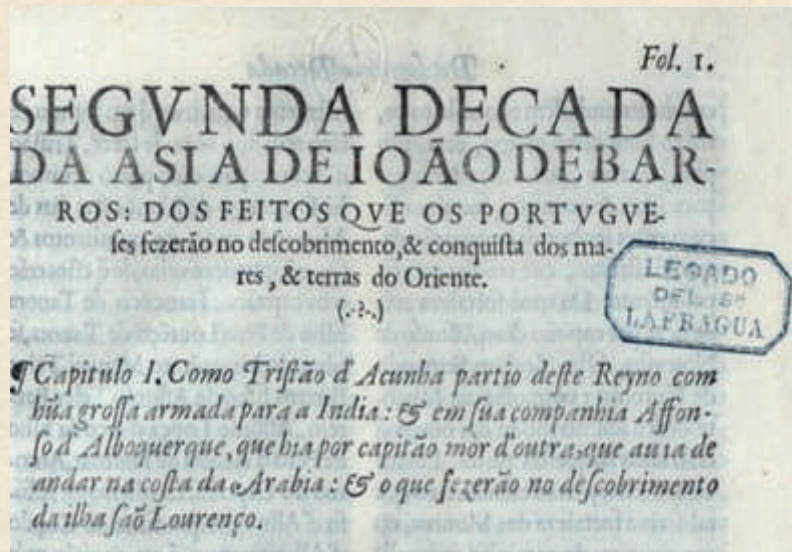 Fol. 1.
SEGVNDA DECADA
DA ASIA DE IOÃO DE BAR-
ROS: DOS FEITOS QVE OS PORTVGVE-
ſes fezerão no deſcobrimento, & conquiſta dos ma-
res, & terras do Oriente.
(.-?-.)
LEGADO
DEL Sr
LAFRAGUA
¶ Capitulo I. Como Triſtão d'Acunha partio deſte Reyno com
hũa groſſa armada para a India: & em ſua companhia Affon-
ſo d'Alboquerque, que hia por capitão mor d'outra, que auia de
andar na coſta da Arabia: & o que fezerão no deſcobrimento
da ilha ſaõ Lourenço.